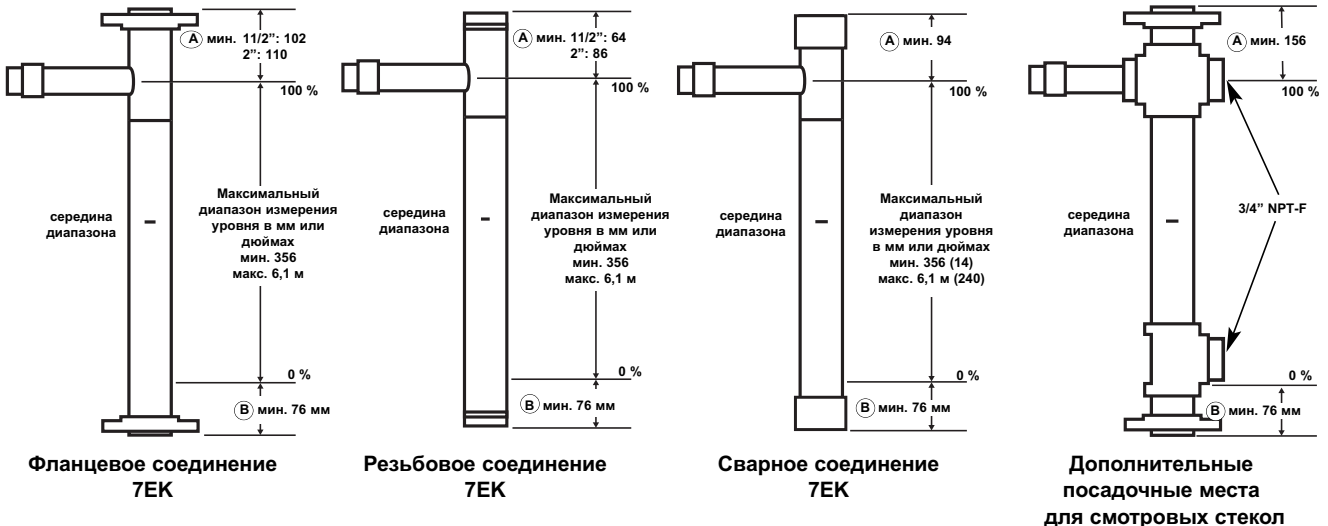 A мин. 11/2”: 102
2”: 110
100 %
середина
диапазона
Максимальный
диапазон измерения
уровня в мм или
дюймах
мин. 356
макс. 6,1 м
0 %
B мин. 76 мм
Фланцевое соединение
7EK
A мин. 11/2”: 64
2”: 86
100 %
середина
диапазона
Максимальный
диапазон измерения
уровня в мм или
дюймах
мин. 356
макс. 6,1 м
0 %
B мин. 76 мм
Резьбовое соединение
7EK
A мин. 94
100 %
середина
диапазона
Максимальный
диапазон
измерения уровня
в мм или дюймах
мин. 356 (14)
макс. 6,1 м (240)
0 %
B мин. 76 мм
Сварное соединение
7EK
A мин. 156
100 %
середина
диапазона
3/4” NPT-F
0 %
B мин. 76 мм
Дополнительные
посадочные места
для смотровых стекол